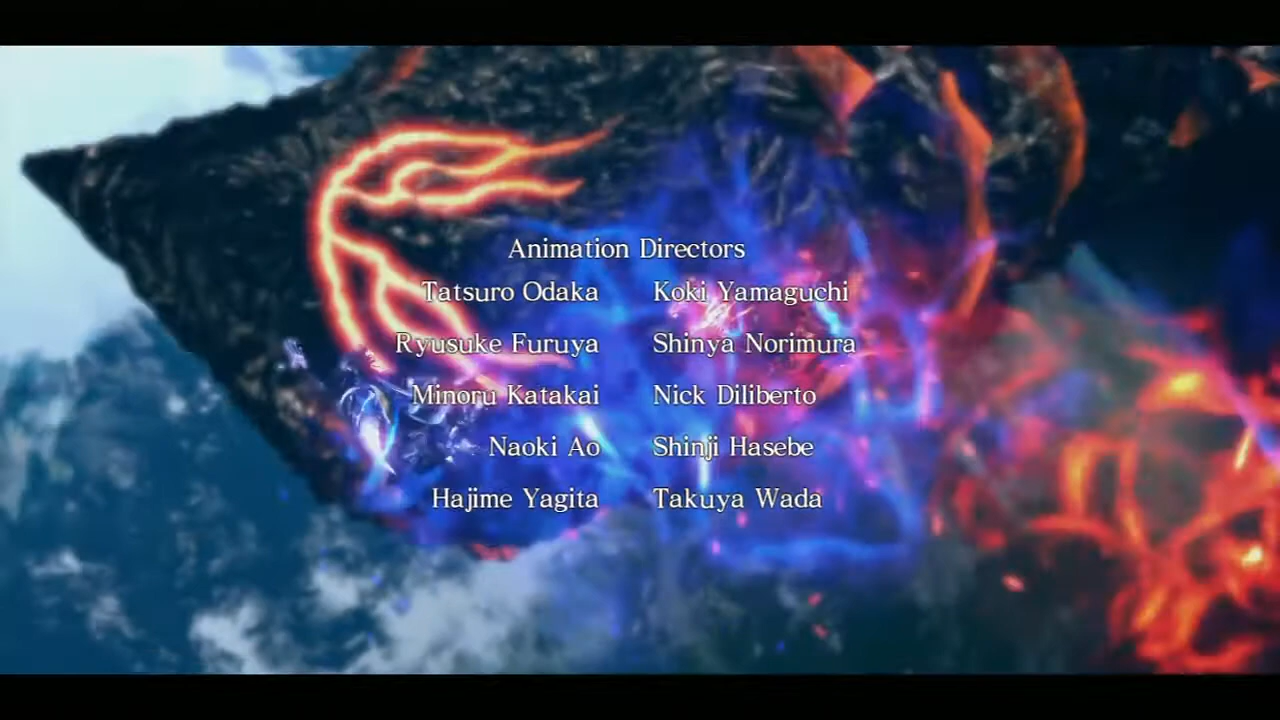 Animation Directors
Tatsuro Odaka Koki Yamaguchi
Ryusuke Furuya Shinya Norimura
Minoru Katakai Nick Diliberto
Naoki Ao Shinji Hasebe
Hajime Yagita Takuya Wada